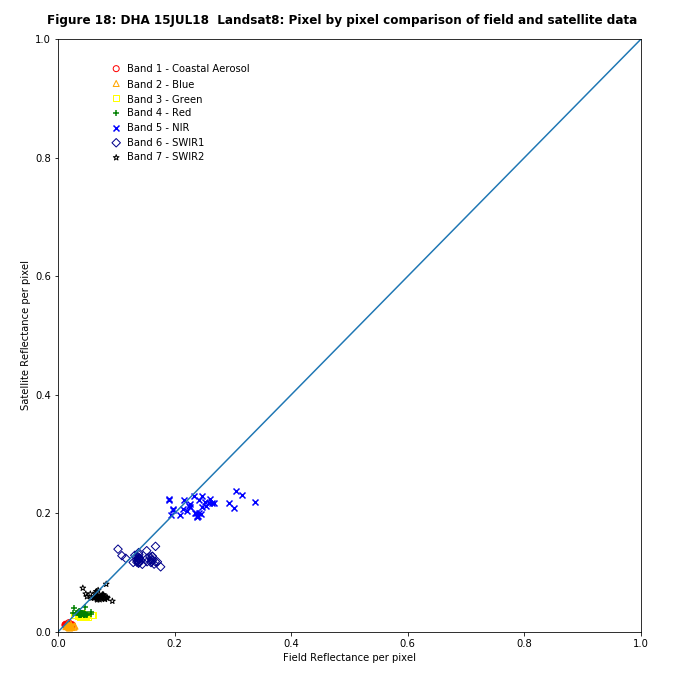 Figure 18: DHA 15JUL18  Landsat8: Pixel by pixel comparison of field and satellite data
1.0
Band 1 - Coastal Aerosol
Band 2 - Blue
Band 3 - Green
Band 4 - Red
Band 5 - NIR
Band 6 - SWIR1
Band 7 - SWIR2
0.8
0.6
Satellite Reflectance per pixel
0.4
0.2
0.0
0.0 0.2 0.4 0.6 0.8 1.0
Field Reflectance per pixel